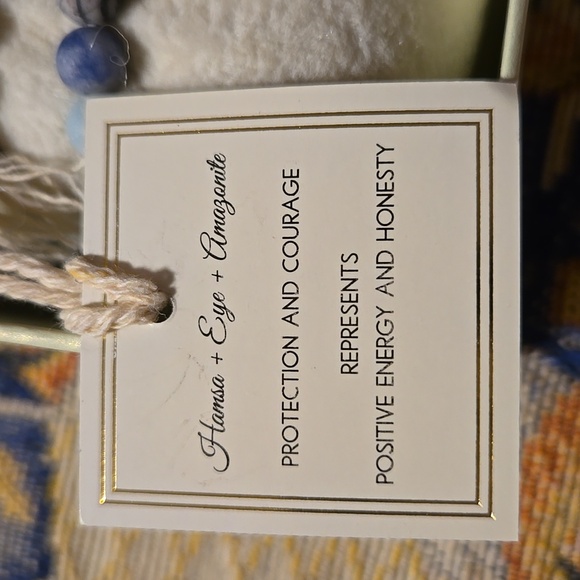 Hamsa + Eye + Amazonite
PROTECTION AND COURAGE
REPRESENTS
POSITIVE ENERGY AND HONESTY